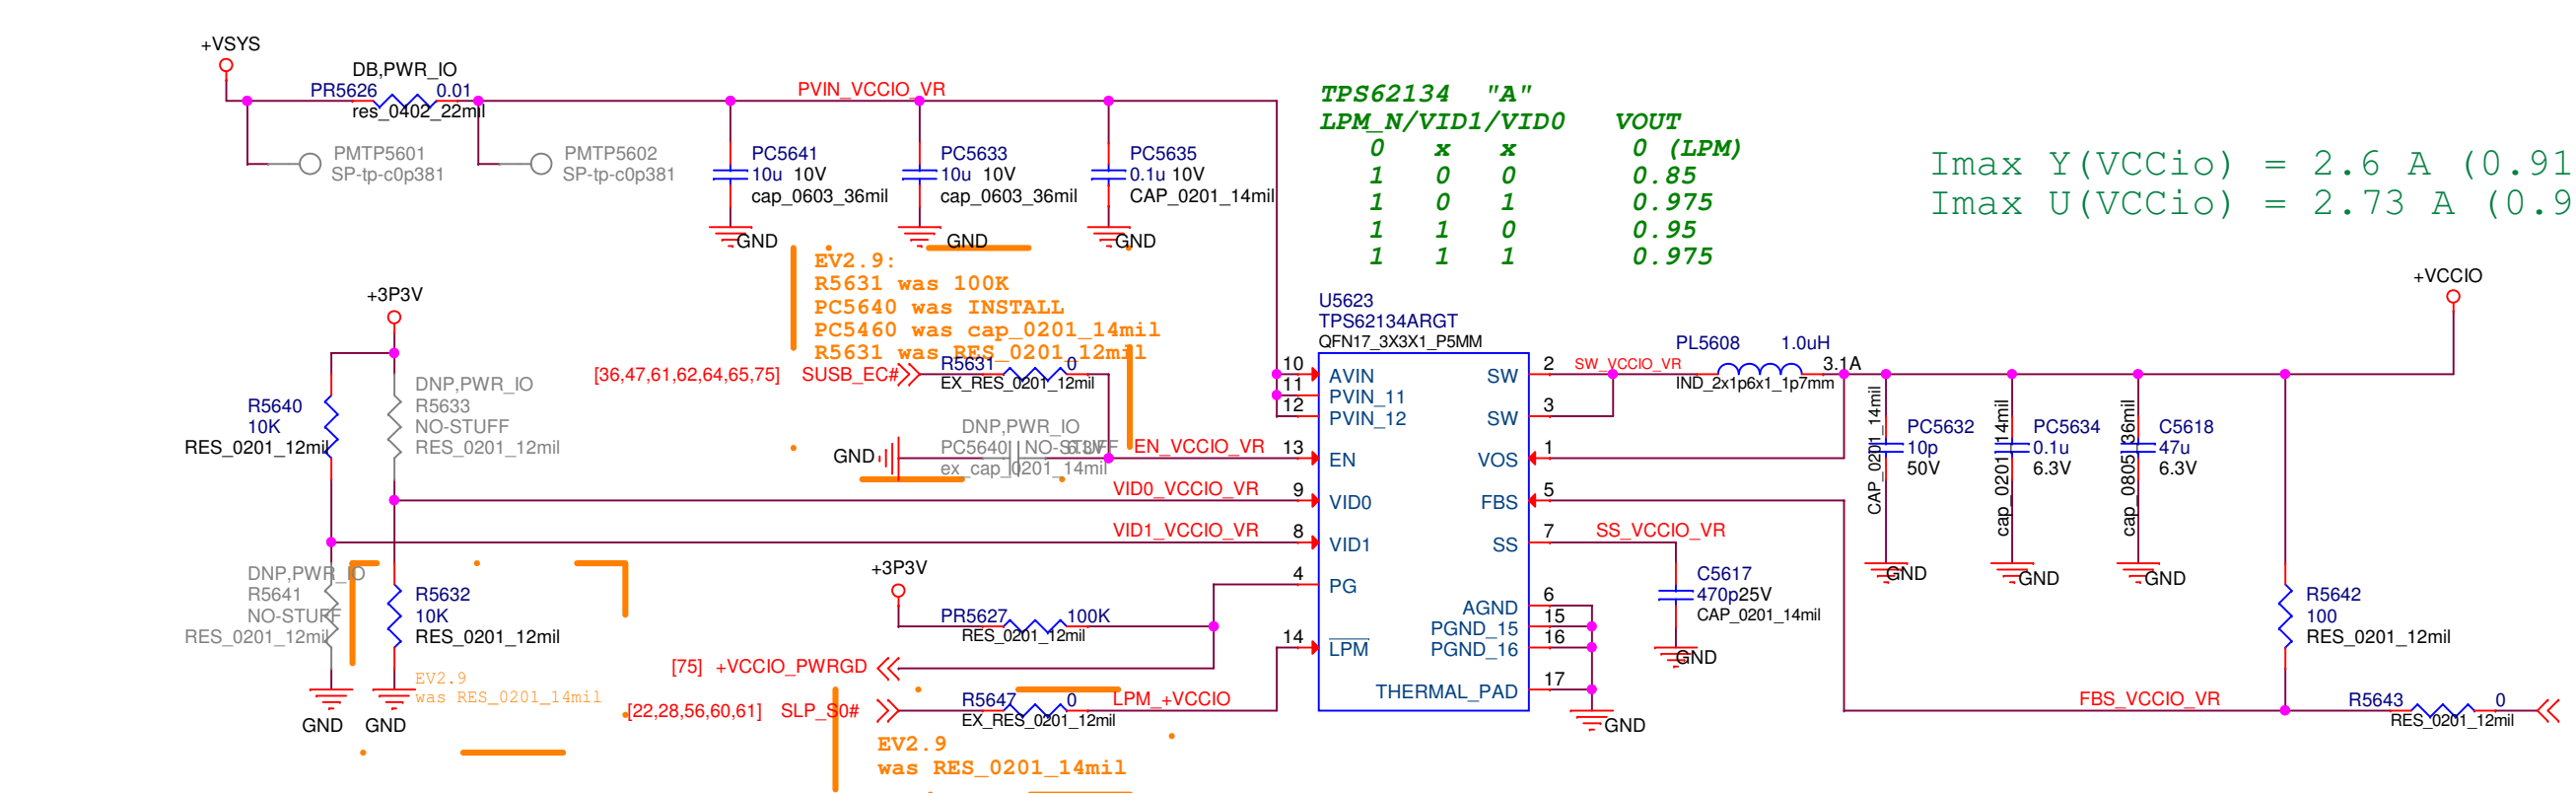 +VSYS
DB,PWR_IO
PR5626 0.01
res_0402_22mil
PVIN_VCCIO_VR
PMTP5601
SP-tp-c0p381
PMTP5602
SP-tp-c0p381
PC5641
10u 10V
cap_0603_36mil
GND
PC5633
10u 10V
cap_0603_36mil
GND
PC5635
0.1u 10V
CAP_0201_14mil
GND
TPS62134 "A"
LPM_N/VID1/VID0 VOUT
0 x x 0 (LPM)
1 0 0 0.85
1 0 1 0.975
1 1 0 0.95
1 1 1 0.975
Imax Y(VCCio) = 2.6 A (0.91
Imax U(VCCio) = 2.73 A (0.9
EV2.9:
R5631 was 100K
PC5640 was INSTALL
PC5460 was cap_0201_14mil
R5631 was RES_0201_12mil
+3P3V
R5640
10K
RES_0201_12mil
DNP,PWR_IO
R5633
NO-STUFF
RES_0201_12mil
[36,47,61,62,64,65,75] SUSB_EC#
R5631 0
EX_RES_0201_12mil
DNP,PWR_IO
GND PC5640 NO-STUFF 6.3V
ex_cap_0201_14mil
EN_VCCIO_VR
VID0_VCCIO_VR
VID1_VCCIO_VR
DNP,PWR_IO
R5641
NO-STUFF
RES_0201_12mil
GND
R5632
10K
RES_0201_12mil
GND
EV2.9
was RES_0201_14mil
+3P3V
PR5627 100K
RES_0201_12mil
[75] +VCCIO_PWRGD
[22,28,56,60,61] SLP_S0#
R5647 0
EX_RES_0201_12mil
LPM_+VCCIO
EV2.9
was RES_0201_14mil
U5623
TPS62134ARGT
QFN17_3X3X1_P5MM
10 AVIN
11 PVIN_11
12 PVIN_12
13 EN
9 VID0
8 VID1
4 PG
14 LPM
SW 2
SW 3
VOS 1
FBS 5
SS 7
AGND 6
PGND_15 15
PGND_16 16
THERMAL_PAD 17
GND
SW_VCCIO_VR
PL5608 1.0uH
3.1A
IND_2x1p6x1_1p7mm
+VCCIO
SS_VCCIO_VR
C5617
470p25V
CAP_0201_14mil
GND
PC5632
10p
50V
CAP_0201_14mil
GND
PC5634
0.1u
6.3V
cap_0201_14mil
GND
C5618
47u
6.3V
cap_0805_36mil
GND
R5642
100
RES_0201_12mil
FBS_VCCIO_VR
R5643 0
RES_0201_12mil